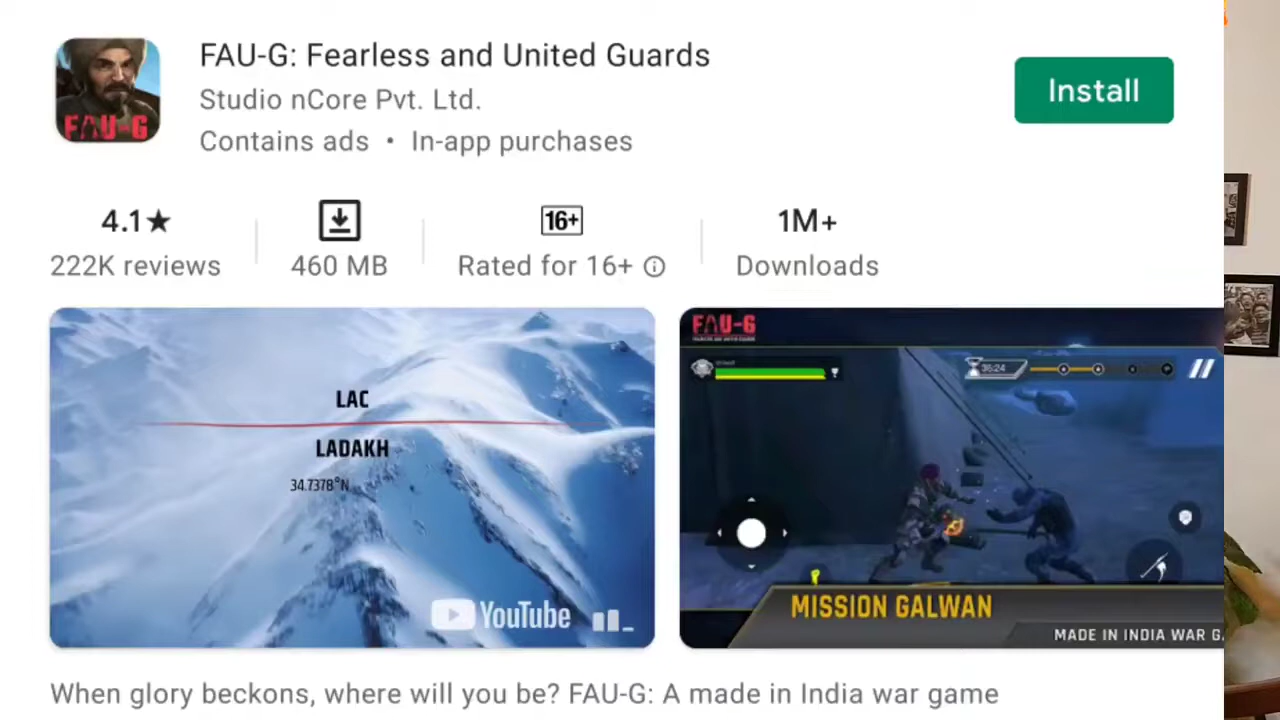 FAU-G: Fearless and United Guards
Studio nCore Pvt. Ltd.
Contains ads • In-app purchases
Install
FAU-G
4.1★
222K reviews
460 MB
16+
Rated for 16+
1M+
Downloads
LAC
LADAKH
34.7378°N
YouTube
FAU-G
36:24
MISSION GALWAN
MADE IN INDIA WAR G
When glory beckons, where will you be? FAU-G: A made in India war game